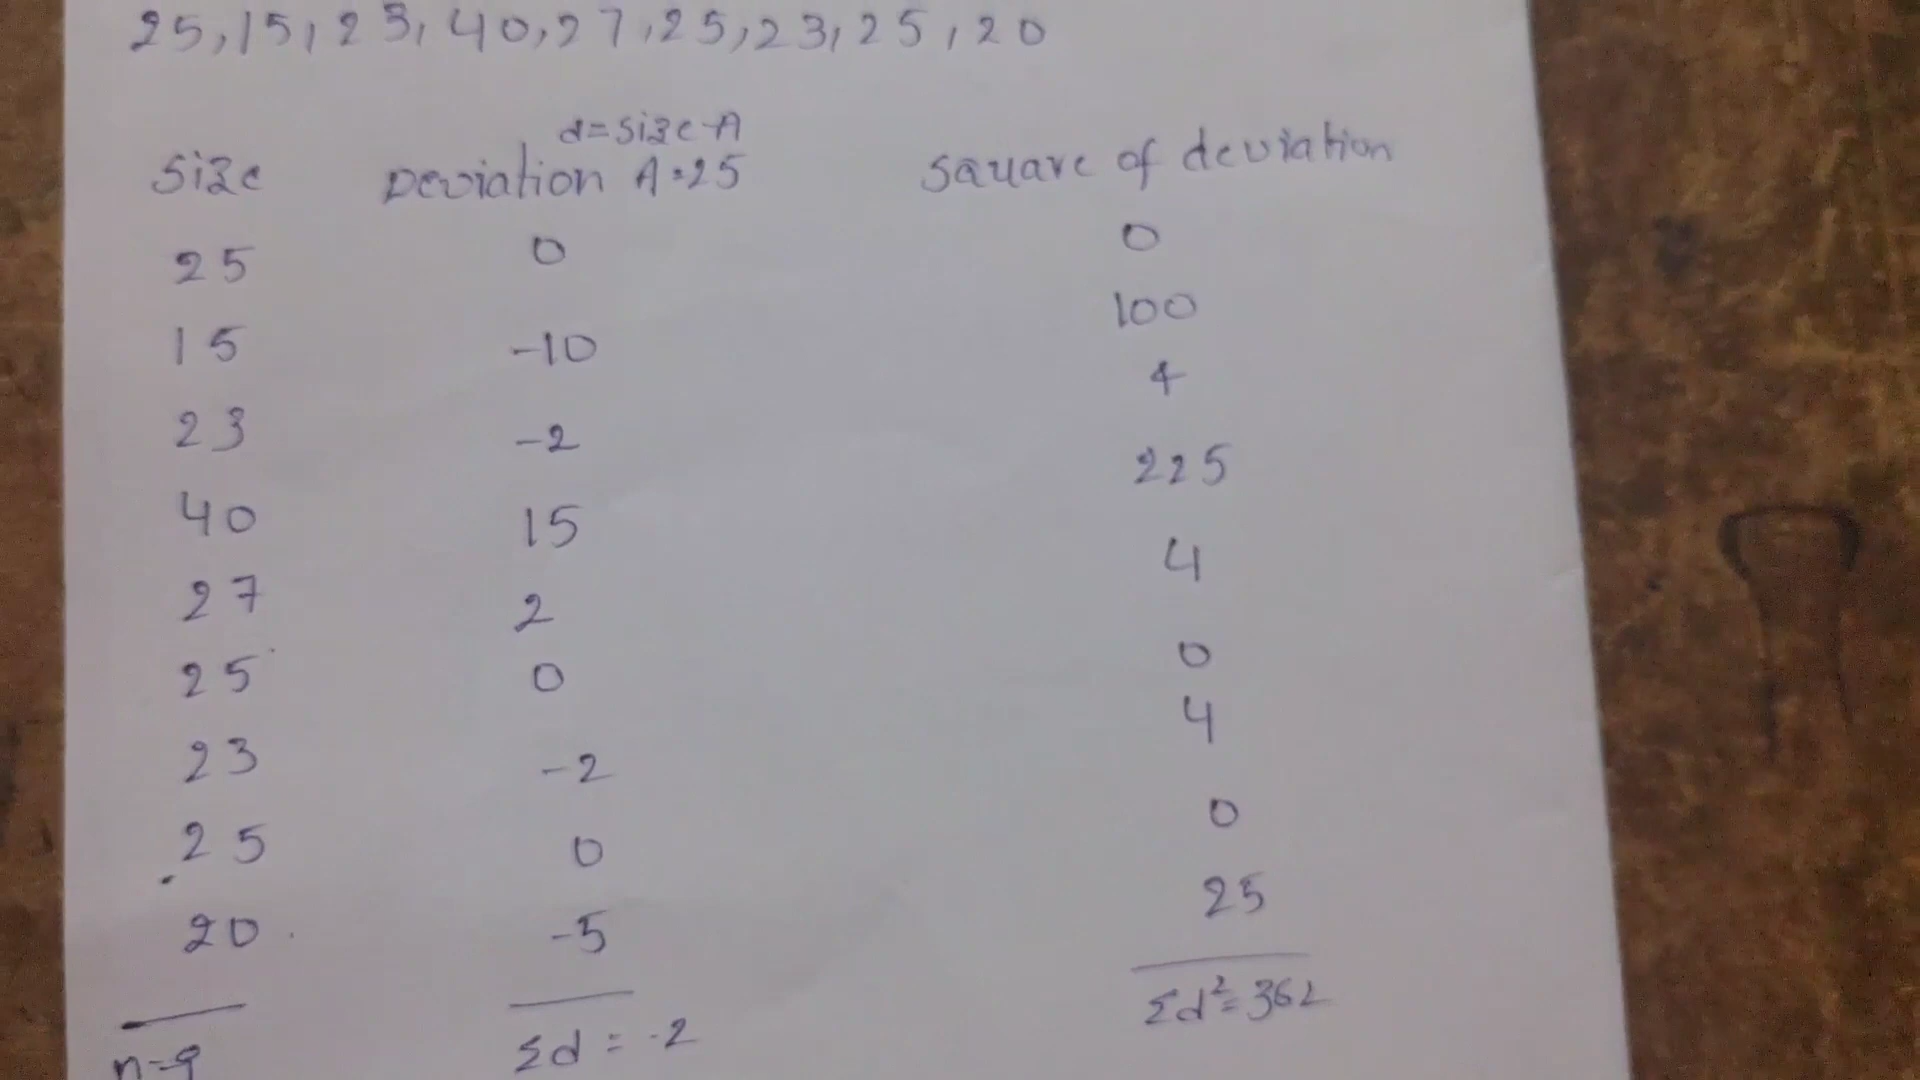 25, 15, 23, 40, 27, 25, 23, 25, 20
d=size-A
Size Deviation A=25 square of deviation
25 0 0
15 -10 100
23 -2 4
40 15 225
27 2 4
25 0 0
23 -2 4
25 0 0
20 -5 25
n=9 Σd = -2 Σd²=362